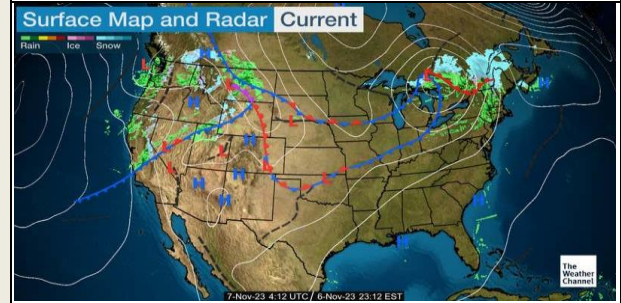 Surface Map and Radar Current
Rain Ice Snow
H
L
L
H
H
L
L
L
L
H
L
L
H
L
L
H
H
H
H
The
Weather
Channel
7-Nov-23 4:12 UTC / 6-Nov-23 23:12 EST